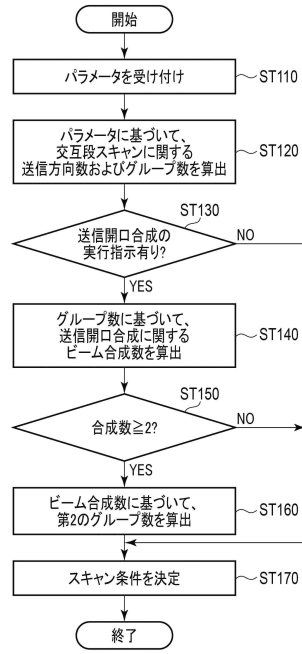 開始
パラメータを受け付け
ST110
パラメータに基づいて、
交互段スキャンに関する
送信方向数およびグループ数を算出
ST120
ST130
送信開口合成の
実行指示有り?
NO
YES
グループ数に基づいて、
送信開口合成に関する
ビーム合成数を算出
ST140
ST150
合成数≧2?
NO
YES
ビーム合成数に基づいて、
第2のグループ数を算出
ST160
スキャン条件を決定
ST170
終了